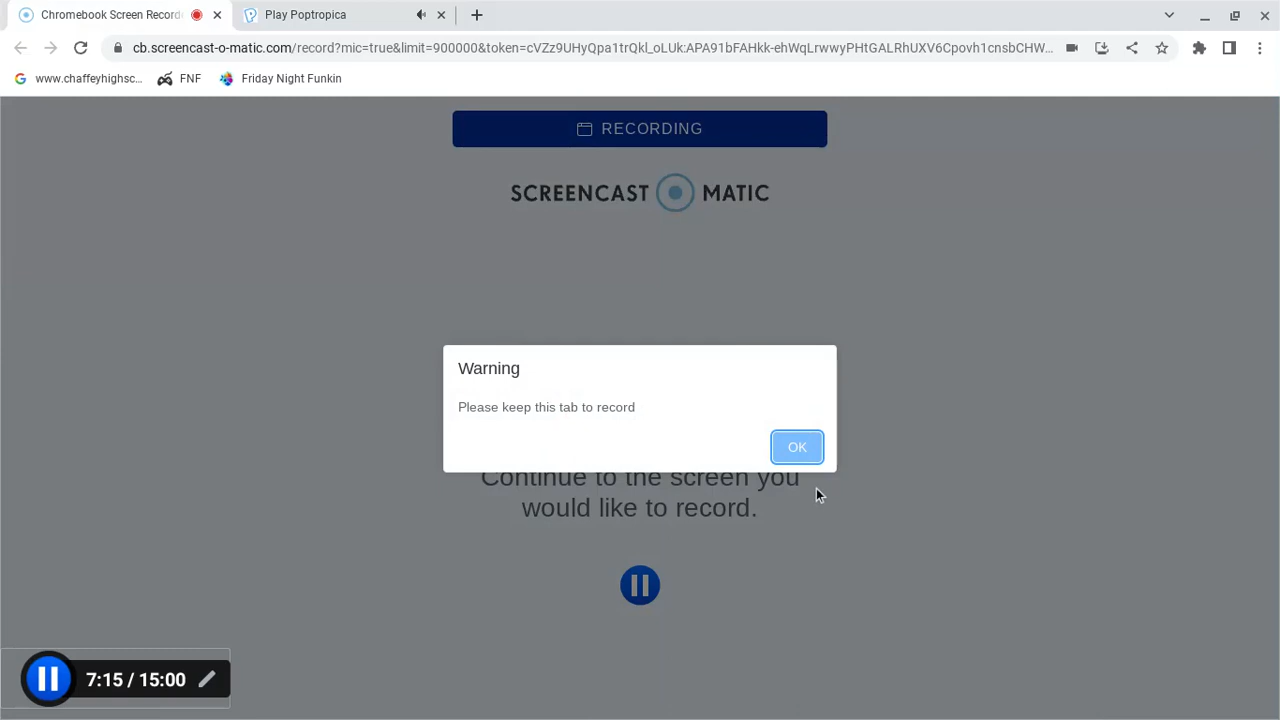 Chromebook Screen Record
Play Poptropica
cb.screencast-o-matic.com/record?mic=true&limit=900000&token=cVZz9UHyQpa1trQkl_oLUk:APA91bFAHkk-ehWqLrwwyPHtGALRhUXV6Cpovh1cnsbCHW...
www.chaffeyhighsc...
FNF
Friday Night Funkin
RECORDING
SCREENCAST MATIC
Warning
Please keep this tab to record
OK
Continue to the screen you
would like to record.
7:15 / 15:00